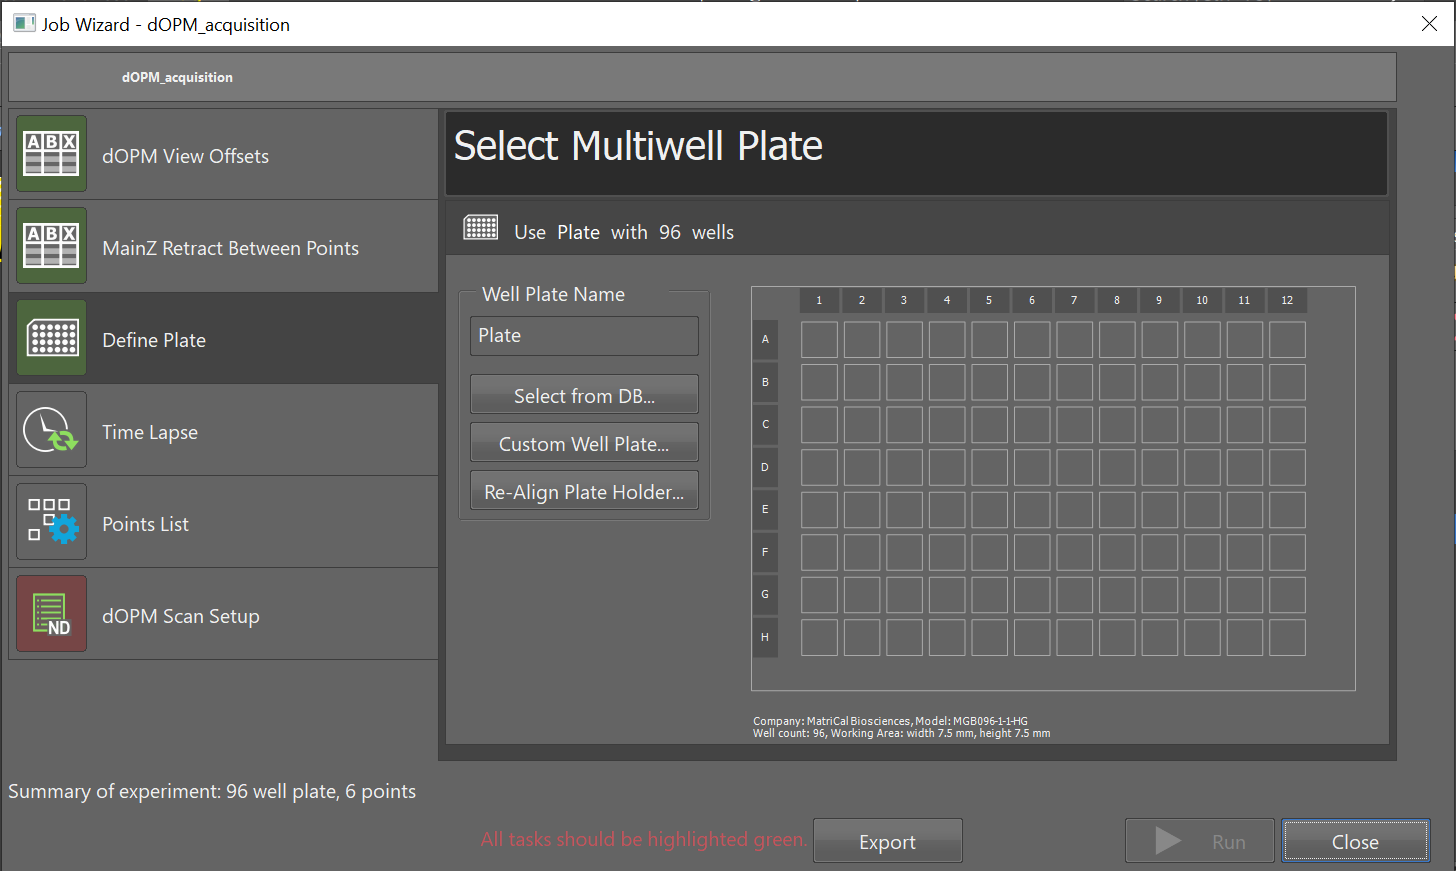 Job Wizard - dOPM_acquisition
dOPM_acquisition
ABX
dOPM View Offsets
ABX
MainZ Retract Between Points
Define Plate
Time Lapse
Points List
ND
dOPM Scan Setup
Select Multiwell Plate
Use Plate with 96 wells
Well Plate Name
Plate
Select from DB...
Custom Well Plate...
Re-Align Plate Holder...
1 2 3 4 5 6 7 8 9 10 11 12
A
B
C
D
E
F
G
H
Company: MatriCal Biosciences, Model: MGB096-1-1-HG
Well count: 96, Working Area: width 7.5 mm, height 7.5 mm
Summary of experiment: 96 well plate, 6 points
All tasks should be highlighted green.
Export
Run
Close